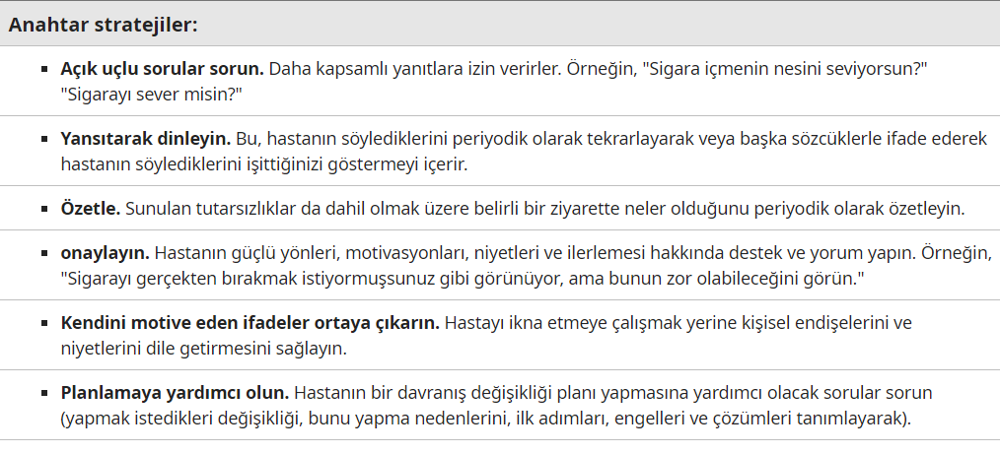 Anahtar stratejiler:
▪ Açık uçlu sorular sorun. Daha kapsamlı yanıtlara izin verirler. Örneğin, "Sigara içmenin nesini seviyorsun?"
"Sigarayı sever misin?"
▪ Yansıtarak dinleyin. Bu, hastanın söylediklerini periyodik olarak tekrarlayarak veya başka sözcüklerle ifade ederek
hastanın söylediklerini işittiğinizi göstermeyi içerir.
▪ Özetle. Sunulan tutarsızlıklar da dahil olmak üzere belirli bir ziyarette neler olduğunu periyodik olarak özetleyin.
▪ onaylayın. Hastanın güçlü yönleri, motivasyonları, niyetleri ve ilerlemesi hakkında destek ve yorum yapın. Örneğin,
"Sigarayı gerçekten bırakmak istiyormuşsunuz gibi görünüyor, ama bunun zor olabileceğini görün."
▪ Kendini motive eden ifadeler ortaya çıkarın. Hastayı ikna etmeye çalışmak yerine kişisel endişelerini ve
niyetlerini dile getirmesini sağlayın.
▪ Planlamaya yardımcı olun. Hastanın bir davranış değişikliği planı yapmasına yardımcı olacak sorular sorun
(yapmak istedikleri değişikliği, bunu yapma nedenlerini, ilk adımları, engelleri ve çözümleri tanımlayarak).